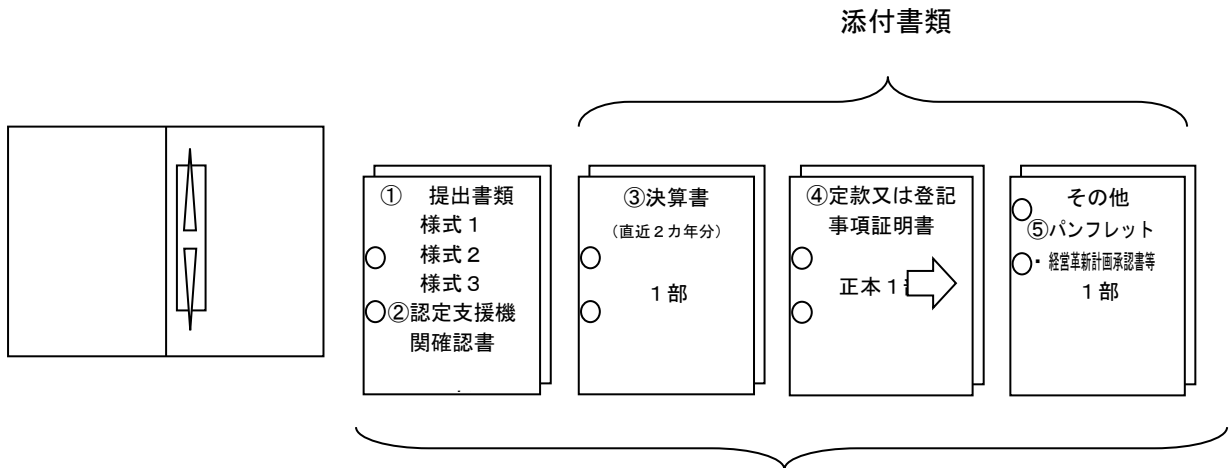 添付書類
① 提出書類
様式１
様式２
様式３
②認定支援機
関確認書
③決算書
（直近２カ年分）
１部
④定款又は登記
事項証明書
正本１
その他
⑤パンフレット
・経営革新計画承認書等
１部